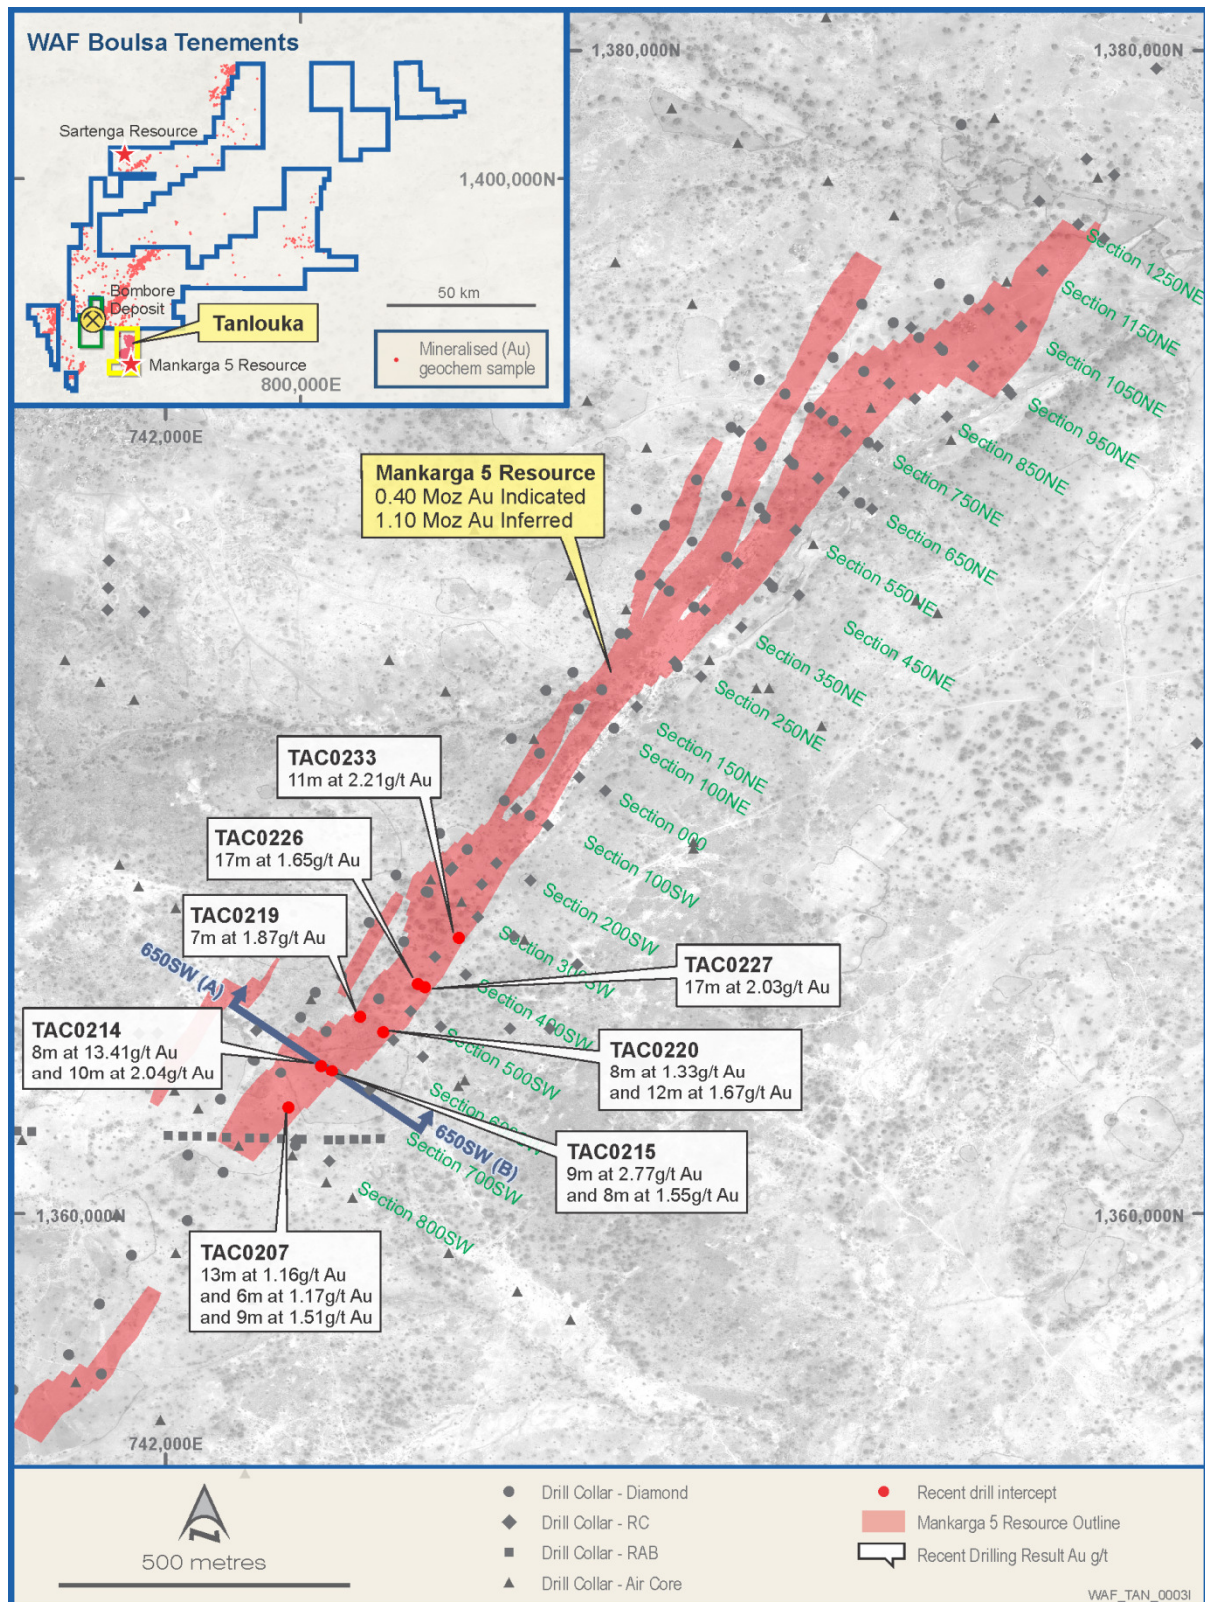 WAF Boulsa Tenements
Sartenga Resource
1,400,000N
Bombore
Deposit
Tanlouka
Mankarga 5 Resource
800,000E
50 km
Mineralised (Au)
geochem sample
1,380,000N
1,380,000N
742,000E
Mankarga 5 Resource
0.40 Moz Au Indicated
1.10 Moz Au Inferred
Section 1250NE
Section 1150NE
Section 1050NE
Section 950NE
Section 850NE
Section 750NE
Section 650NE
Section 550NE
Section 450NE
Section 350NE
Section 250NE
Section 150NE
Section 100NE
Section 000
Section 100SW
Section 200SW
Section 300SW
Section 400SW
Section 500SW
Section
Section 700SW
Section 800SW
TAC0233
11m at 2.21g/t Au
TAC0226
17m at 1.65g/t Au
TAC0219
7m at 1.87g/t Au
650SW (A)
TAC0227
17m at 2.03g/t Au
TAC0214
8m at 13.41g/t Au
and 10m at 2.04g/t Au
TAC0220
8m at 1.33g/t Au
and 12m at 1.67g/t Au
650SW (B)
TAC0215
9m at 2.77g/t Au
and 8m at 1.55g/t Au
1,360,000N
1,360,000N
TAC0207
13m at 1.16g/t Au
and 6m at 1.17g/t Au
and 9m at 1.51g/t Au
742,000E
N
500 metres
Drill Collar - Diamond
Drill Collar - RC
Drill Collar - RAB
Drill Collar - Air Core
Recent drill intercept
Mankarga 5 Resource Outline
Recent Drilling Result Au g/t
WAF_TAN_0003I